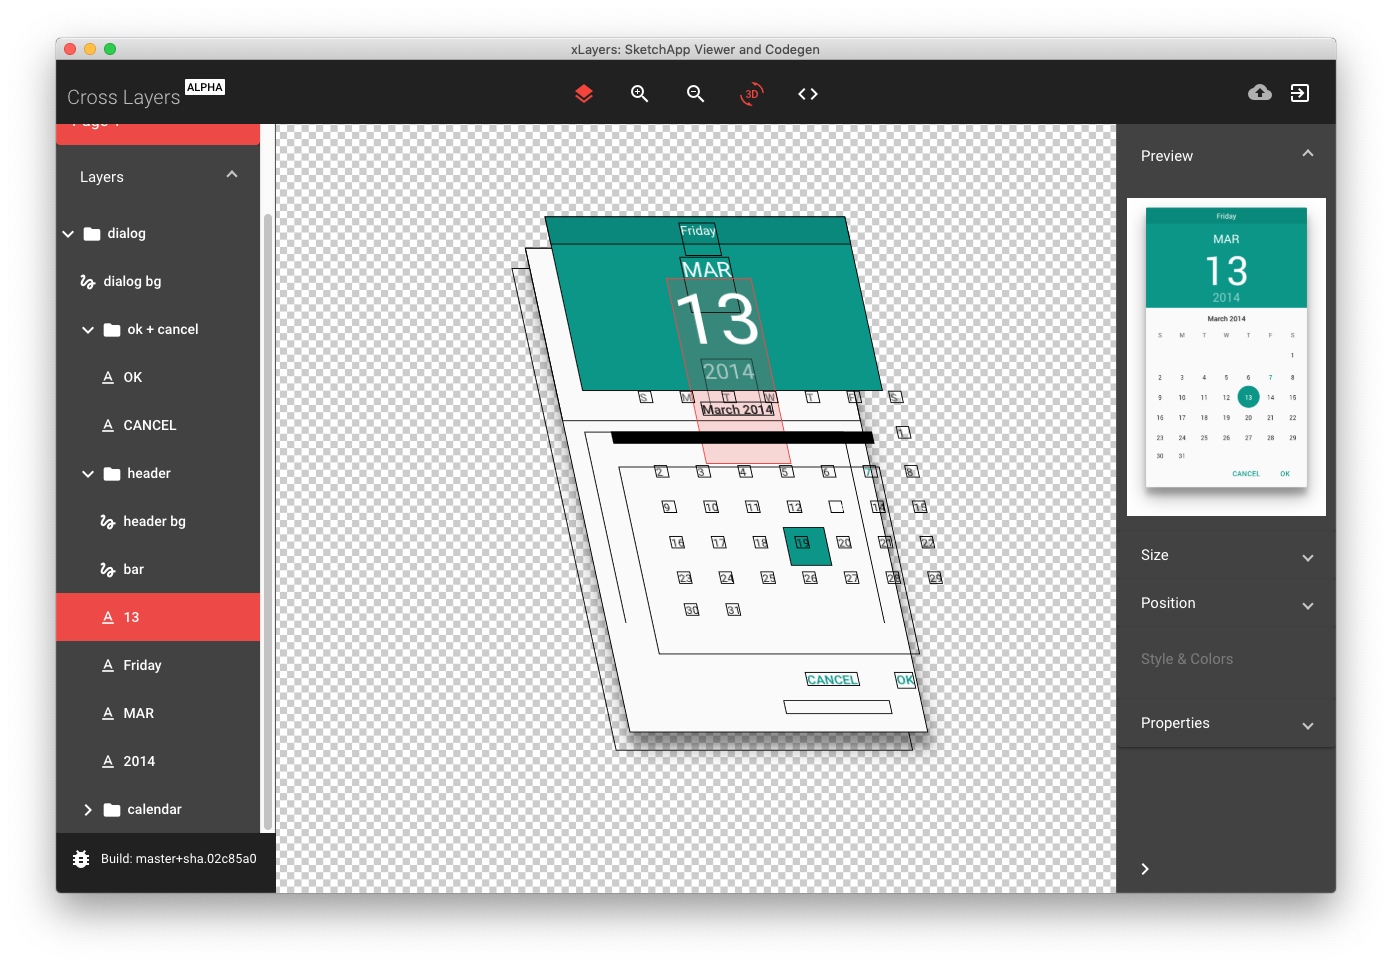 xLayers: SketchApp Viewer and Codegen
Cross Layers ALPHA
3D
Page 1
Layers
dialog
dialog bg
ok + cancel
OK
CANCEL
header
header bg
bar
13
Friday
MAR
2014
calendar
Build: master+sha.02c85a0
Friday
MAR
13
2014
S M T W T F S
March 2014
1
2 3 4 5 6 7 8
9 10 11 12 14 15
16 17 18 19 20 21 22
23 24 25 26 27 28 29
30 31
CANCEL OK
Preview
Friday
MAR
13
2014
March 2014
S M T W T F S
1
2 3 4 5 6 7 8
9 10 11 12 13 14 15
16 17 18 19 20 21 22
23 24 25 26 27 28 29
30 31
CANCEL OK
Size
Position
Style & Colors
Properties